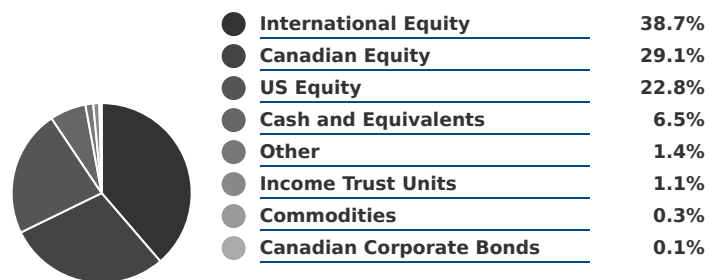 International Equity 38.7%
Canadian Equity 29.1%
US Equity 22.8%
Cash and Equivalents 6.5%
Other 1.4%
Income Trust Units 1.1%
Commodities 0.3%
Canadian Corporate Bonds 0.1%